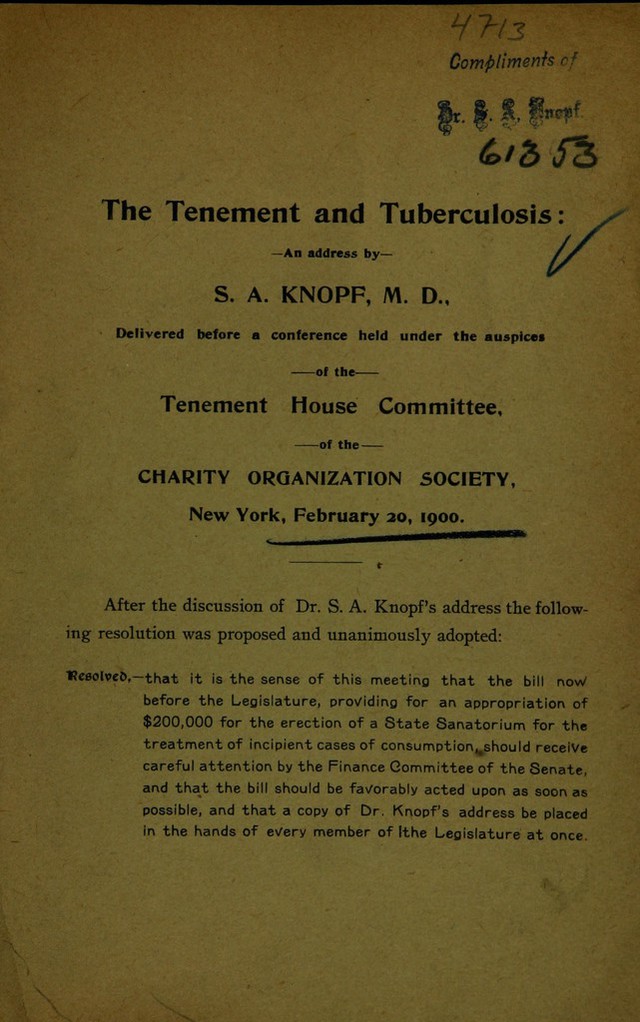 4713
Compliments of
Dr. S. A. Knopf.
61353
The Tenement and Tuberculosis:
—An address by—
S. A. KNOPF, M. D.,
Delivered before a conference held under the auspices
—of the—
Tenement House Committee,
—of the—
CHARITY ORGANIZATION SOCIETY,
New York, February 20, 1900.
After the discussion of Dr. S. A. Knopf's address the follow-
ing resolution was proposed and unanimously adopted:
Resolved,—that it is the sense of this meeting that the bill now
before the Legislature, providing for an appropriation of
$200,000 for the erection of a State Sanatorium for the
treatment of incipient cases of consumption, should receive
careful attention by the Finance Committee of the Senate,
and that the bill should be favorably acted upon as soon as
possible, and that a copy of Dr. Knopf's address be placed
in the hands of every member of lthe Legislature at once.